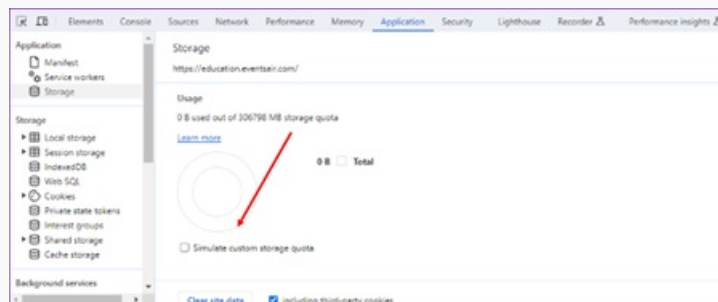 Elements Console Sources Network Performance Memory Application Security Lighthouse Recorder Performance insights
Application
Manifest
Service workers
Storage
Storage
Local storage
Session storage
IndexedDB
Web SQL
Cookies
Private state tokens
Interest groups
Shared storage
Cache storage
Background services
Storage
https://education.eventsair.com/
Usage
0 B used out of 306798 MB storage quota
Learn more
0 B Total
Simulate custom storage quota
Clear site data including third-party cookies